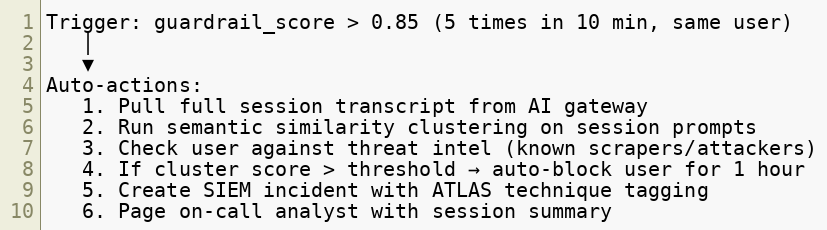 1 Trigger: guardrail_score > 0.85 (5 times in 10 min, same user)
2 │
3 ▼
4 Auto-actions:
5 1. Pull full session transcript from AI gateway
6 2. Run semantic similarity clustering on session prompts
7 3. Check user against threat intel (known scrapers/attackers)
8 4. If cluster score > threshold → auto-block user for 1 hour
9 5. Create SIEM incident with ATLAS technique tagging
10 6. Page on-call analyst with session summary